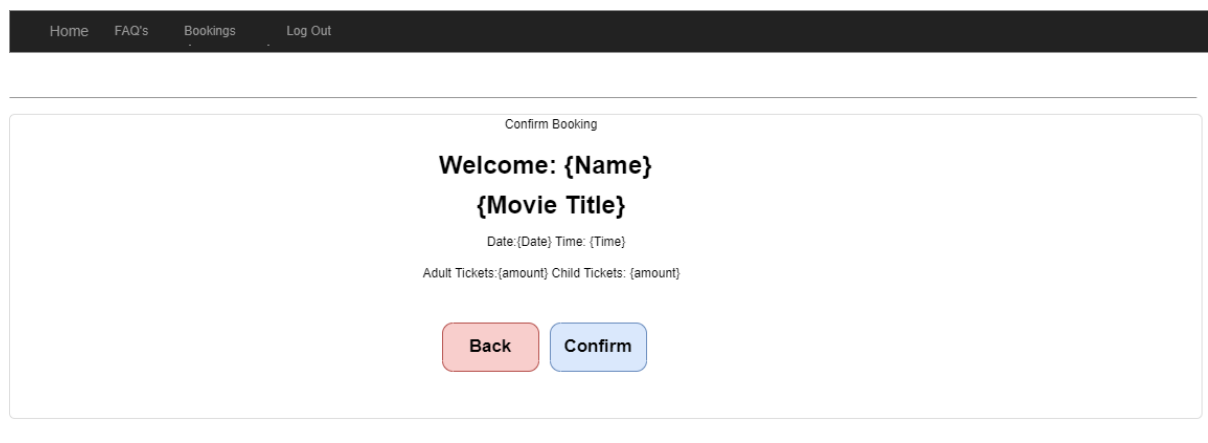 Home FAQ's Bookings Log Out
Confirm Booking
Welcome: {Name}
{Movie Title}
Date:{Date} Time: {Time}
Adult Tickets:{amount} Child Tickets: {amount}
Back Confirm